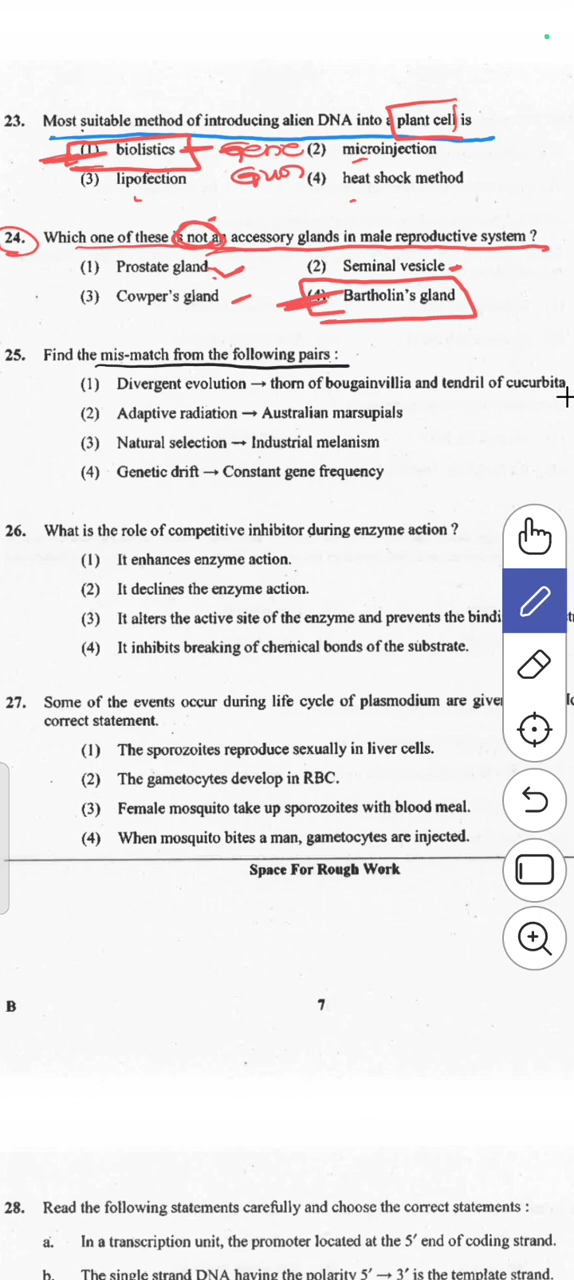 23. Most suitable method of introducing alien DNA into a plant cell is
(1) biolistics Gene (2) microinjection
(3) lipofection Gun (4) heat shock method
24. Which one of these is not an accessory glands in male reproductive system ?
(1) Prostate gland (2) Seminal vesicle
(3) Cowper's gland (4) Bartholin's gland
25. Find the mis-match from the following pairs :
(1) Divergent evolution → thorn of bougainvillia and tendril of cucurbita
(2) Adaptive radiation → Australian marsupials
(3) Natural selection → Industrial melanism
(4) Genetic drift → Constant gene frequency
26. What is the role of competitive inhibitor during enzyme action ?
(1) It enhances enzyme action.
(2) It declines the enzyme action.
(3) It alters the active site of the enzyme and prevents the bindi
(4) It inhibits breaking of chemical bonds of the substrate.
27. Some of the events occur during life cycle of plasmodium are give
correct statement.
(1) The sporozoites reproduce sexually in liver cells.
(2) The gametocytes develop in RBC.
(3) Female mosquito take up sporozoites with blood meal.
(4) When mosquito bites a man, gametocytes are injected.
Space For Rough Work
B 7
28. Read the following statements carefully and choose the correct statements :
a. In a transcription unit, the promoter located at the 5′ end of coding strand.
b. The single strand DNA having the polarity 5′ → 3′ is the template strand.